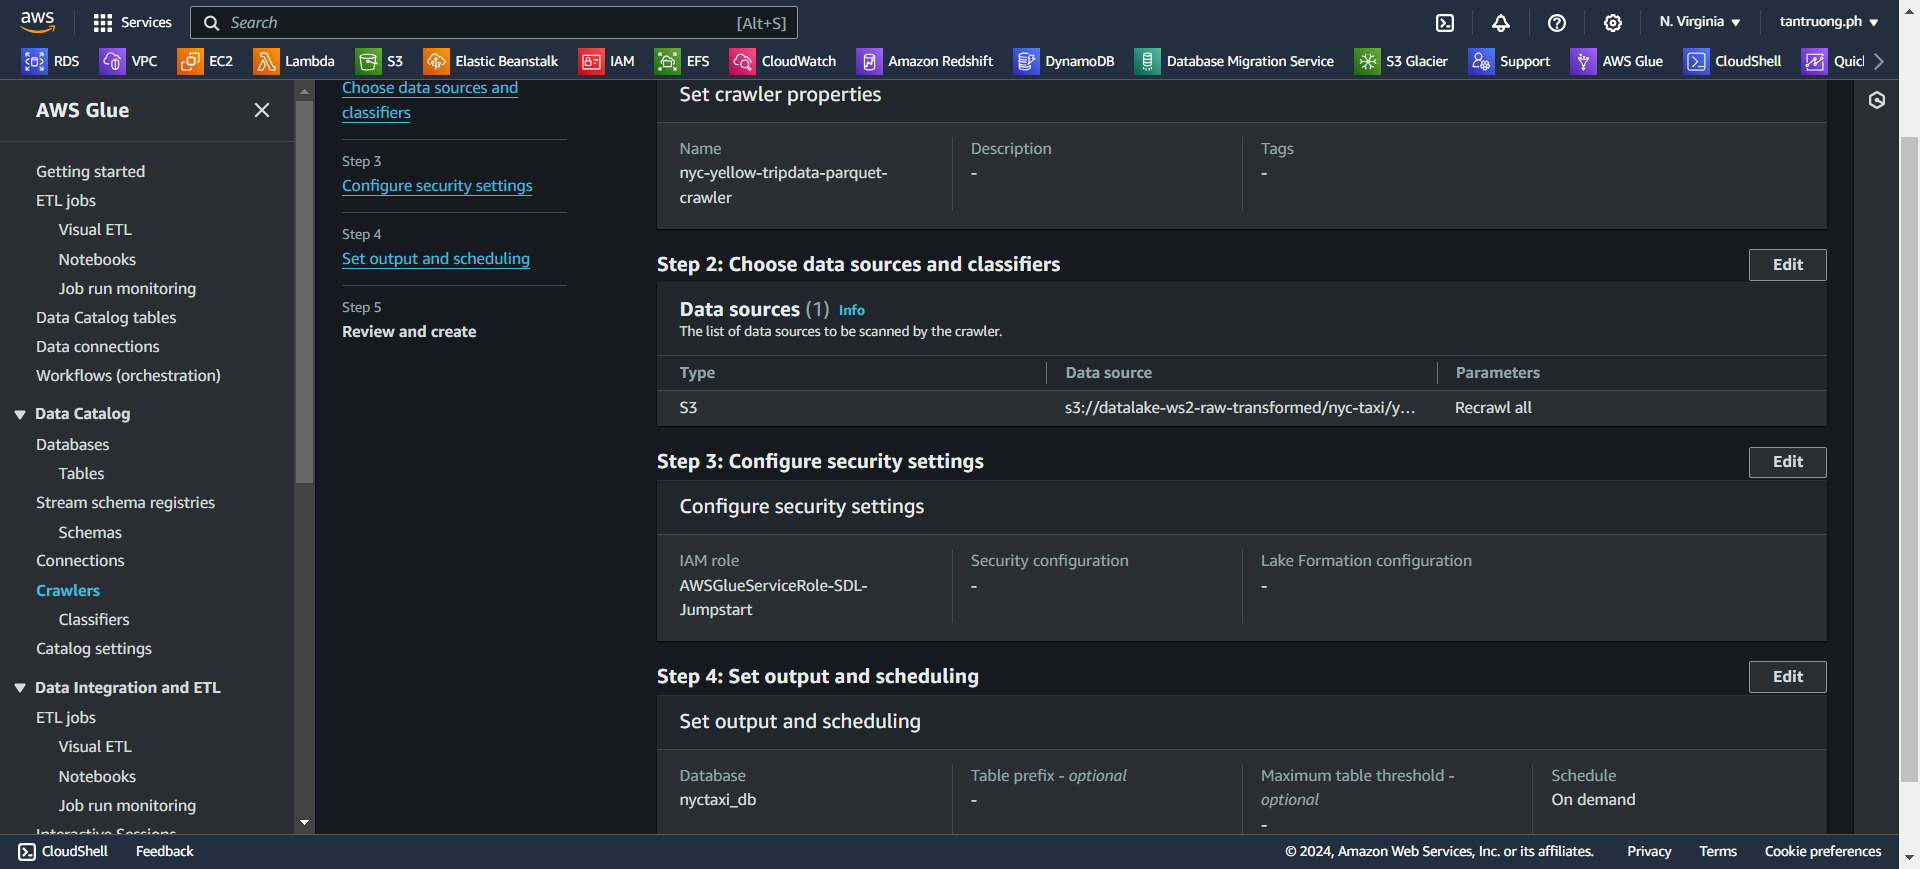 aws
Services
Search
[Alt+S]
N. Virginia
tantruong.ph
RDS
VPC
EC2
Lambda
S3
Elastic Beanstalk
IAM
EFS
CloudWatch
Amazon Redshift
DynamoDB
Database Migration Service
S3 Glacier
Support
AWS Glue
CloudShell
AWS Glue
Getting started
ETL jobs
Visual ETL
Notebooks
Job run monitoring
Data Catalog tables
Data connections
Workflows (orchestration)
Data Catalog
Databases
Tables
Stream schema registries
Schemas
Connections
Crawlers
Classifiers
Catalog settings
Data Integration and ETL
ETL jobs
Visual ETL
Notebooks
Job run monitoring
Interactive Sessions
Choose data sources and
classifiers
Step 3
Configure security settings
Step 4
Set output and scheduling
Step 5
Review and create
Set crawler properties
Name
nyc-yellow-tripdata-parquet-
crawler
Description
-
Tags
-
Step 2: Choose data sources and classifiers
Edit
Data sources (1) Info
The list of data sources to be scanned by the crawler.
Type
Data source
Parameters
S3
s3://datalake-ws2-raw-transformed/nyc-taxi/y...
Recrawl all
Step 3: Configure security settings
Edit
Configure security settings
IAM role
AWSGlueServiceRole-SDL-
Jumpstart
Security configuration
-
Lake Formation configuration
-
Step 4: Set output and scheduling
Edit
Set output and scheduling
Database
nyctaxi_db
Table prefix - optional
-
Maximum table threshold -
optional
-
Schedule
On demand
CloudShell
Feedback
© 2024, Amazon Web Services, Inc. or its affiliates.
Privacy
Terms
Cookie preferences